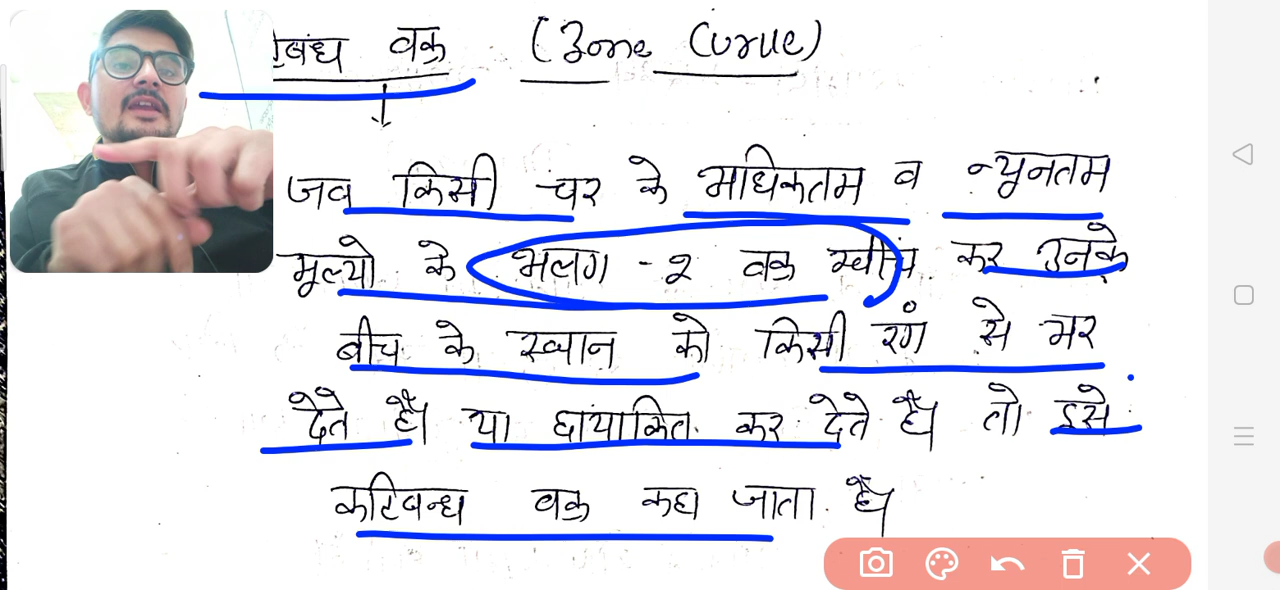 वक्र (Zone Curve)
जब किसी चर के अधिकतम व न्यूनतम
मूल्यो के अलग - २ वक्र खींच कर उनके
बीच के स्थान को किसी रंग से भर
देते है। या छायाकित कर देते है। तो इसे
कटिबन्ध वक्र कहा जाता है।